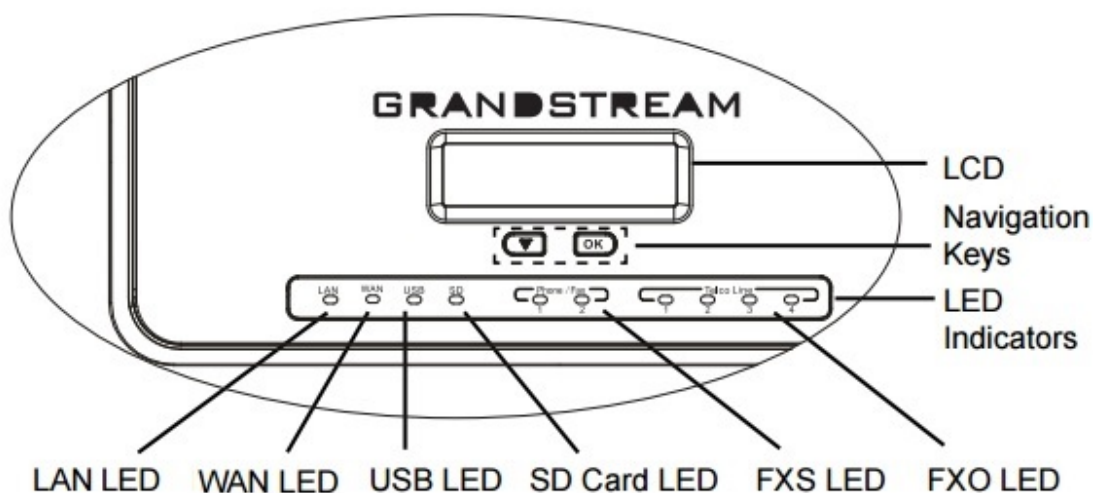 GRANDSTREAM
LCD
Navigation
Keys
OK
LAN WAN USB SD Phone / Fax Telco Line
1 2 1 2 3 4
LED
Indicators
LAN LED WAN LED USB LED SD Card LED FXS LED FXO LED